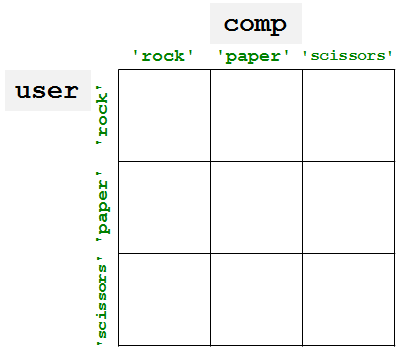 comp
'rock' 'paper' 'scissors'
user
'rock'
'paper'
'scissors'